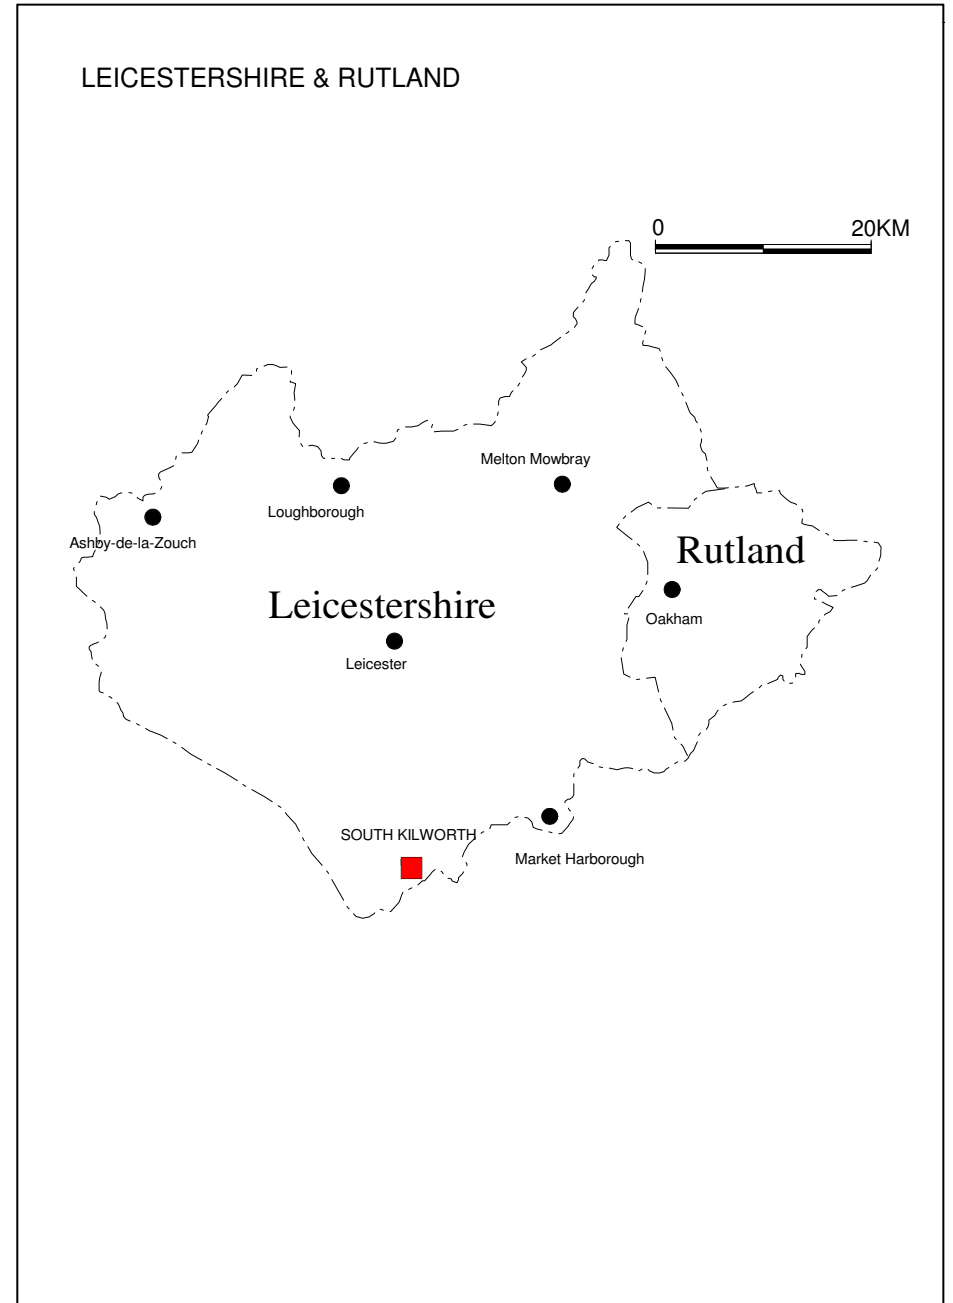 LEICESTERSHIRE & RUTLAND
0 20KM
Melton Mowbray
Loughborough
Ashby-de-la-Zouch
Rutland
Leicestershire
Oakham
Leicester
SOUTH KILWORTH
Market Harborough